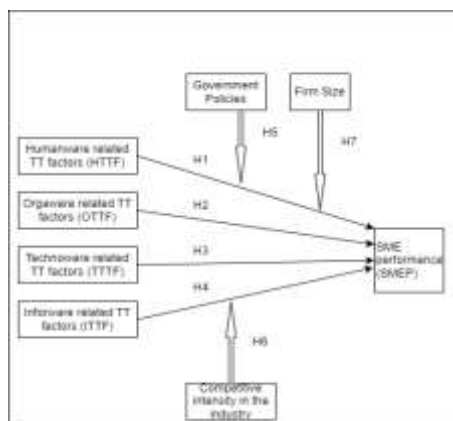 Government
Policies
Firm Size
H5
H7
Humanware related
TT factors (HTTF)
H1
Orgaware related TT
factors (OTTF)
H2
SME
performance
(SMEP)
Technoware related
TT factors (TTTF)
H3
H4
Inforware related TT
factors (ITTF)
H6
Competitive
intensity in the
industry